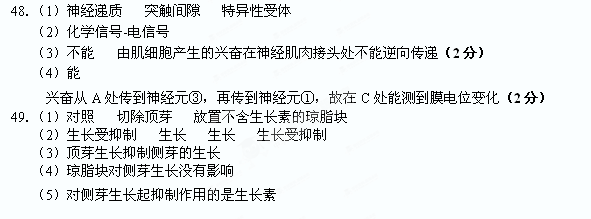 48.（1）神经递质 突触间隙 特异性受体
（2）化学信号-电信号
（3）不能 由肌细胞产生的兴奋在神经肌肉接头处不能逆向传递（2分）
（4）能
兴奋从 A 处传到神经元③，再传到神经元①，故在 C 处能测到膜电位变化（2分）
49.（1）对照 切除顶芽 放置不含生长素的琼脂块
（2）生长受抑制 生长 生长 生长受抑制
（3）顶芽生长抑制侧芽的生长
（4）琼脂块对侧芽生长没有影响
（5）对侧芽生长起抑制作用的是生长素